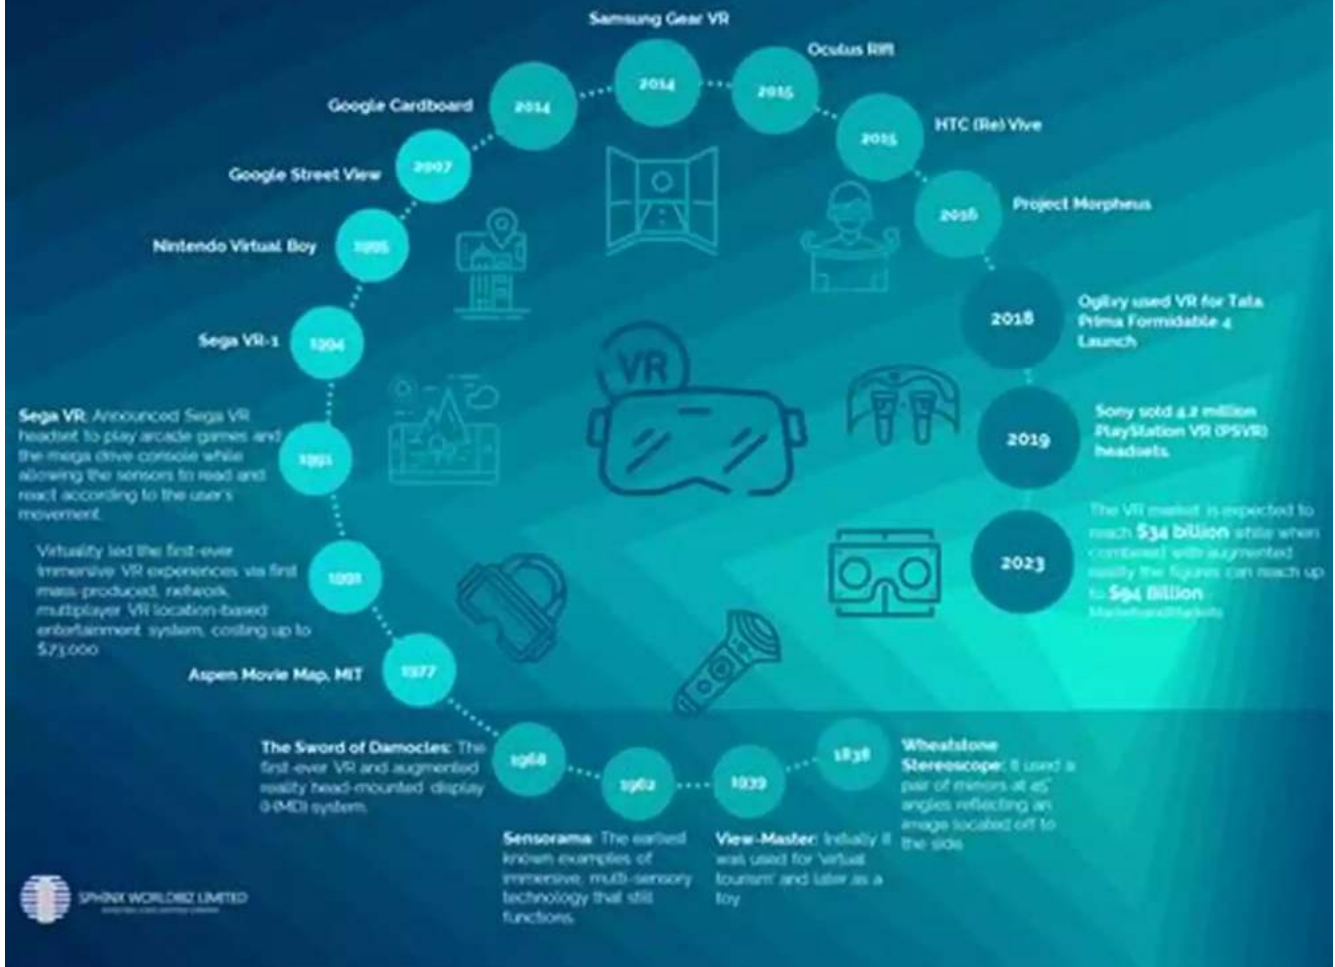 Samsung Gear VR
2014
Oculus Rift
2015
Google Cardboard
2014
HTC (Re) Vive
2015
Google Street View
2007
Project Morpheus
2016
Nintendo Virtual Boy
1995
Ogilvy used VR for Tata
Prima Formidable 4
Launch
2018
Sega VR-1
1994
VR
Sony sold 4.2 million
PlayStation VR (PSVR)
headsets.
2019
Sega VR: Announced Sega VR
headset to play arcade games and
the mega drive console while
allowing the sensors to read and
react according to the user's
movement.
1991
The VR market is expected to
reach $34 billion while when
combined with augmented
reality the figures can reach up
to $94 Billion
MarketsandMarkets
2023
Virtuality led the first-ever
Immersive VR experiences via first
mass-produced, network,
multiplayer VR location-based
entertainment system, costing up to
$73,000
1991
Aspen Movie Map, MIT
1977
The Sword of Damocles: The
first-ever VR and augmented
reality head-mounted display
(HMD) system.
1968
Sensorama: The earliest
known examples of
immersive, multi-sensory
technology that still
functions.
1962
View-Master: Initially it
was used for 'virtual
tourism' and later as a
toy
1939
Wheatstone
Stereoscope: It used a
pair of mirrors at 45°
angles reflecting an
image located off to
the side
1838
SPHINX WORLDBIZ LIMITED